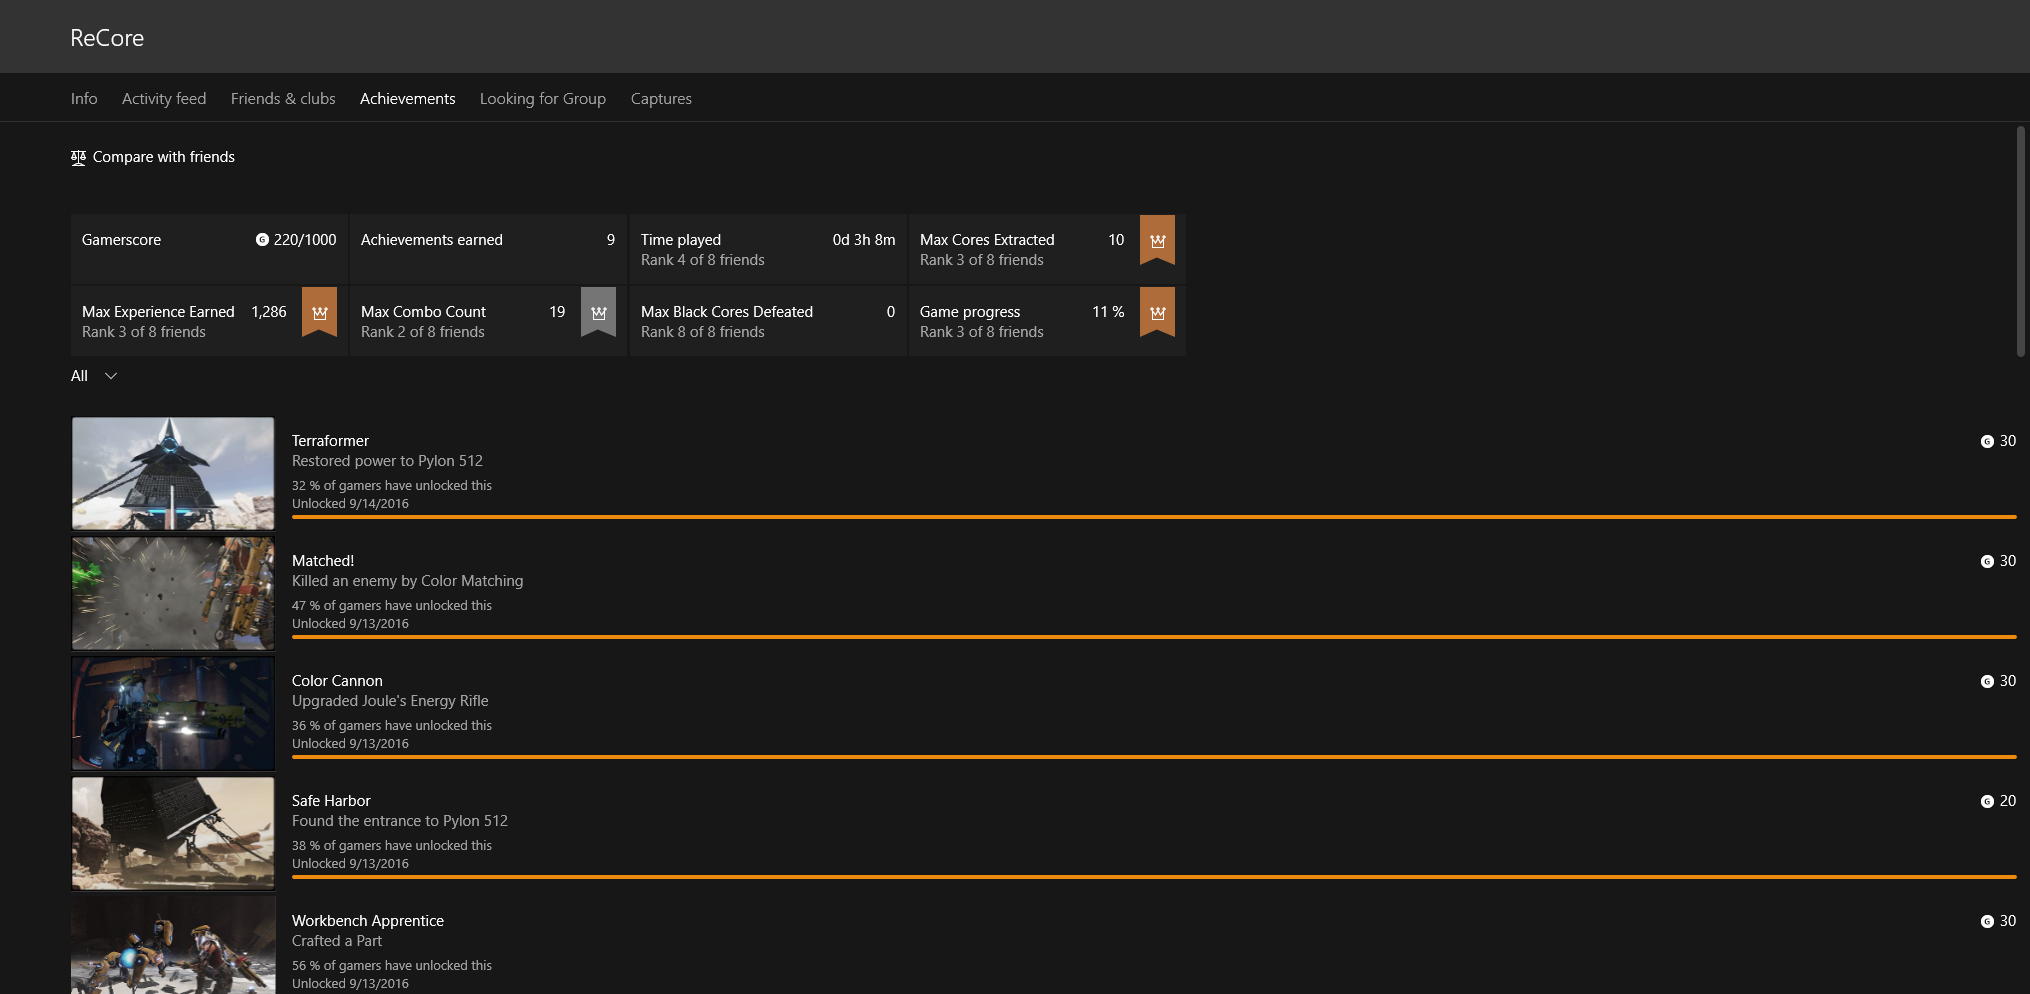 ReCore
Info Activity feed Friends & clubs Achievements Looking for Group Captures
Compare with friends
Gamerscore G 220/1000
Achievements earned 9
Time played 0d 3h 8m
Rank 4 of 8 friends
Max Cores Extracted 10
Rank 3 of 8 friends
Max Experience Earned 1,286
Rank 3 of 8 friends
Max Combo Count 19
Rank 2 of 8 friends
Max Black Cores Defeated 0
Rank 8 of 8 friends
Game progress 11 %
Rank 3 of 8 friends
All
Terraformer G 30
Restored power to Pylon 512
32 % of gamers have unlocked this
Unlocked 9/14/2016
Matched! G 30
Killed an enemy by Color Matching
47 % of gamers have unlocked this
Unlocked 9/13/2016
Color Cannon G 30
Upgraded Joule's Energy Rifle
36 % of gamers have unlocked this
Unlocked 9/13/2016
Safe Harbor G 20
Found the entrance to Pylon 512
38 % of gamers have unlocked this
Unlocked 9/13/2016
Workbench Apprentice G 30
Crafted a Part
56 % of gamers have unlocked this
Unlocked 9/13/2016